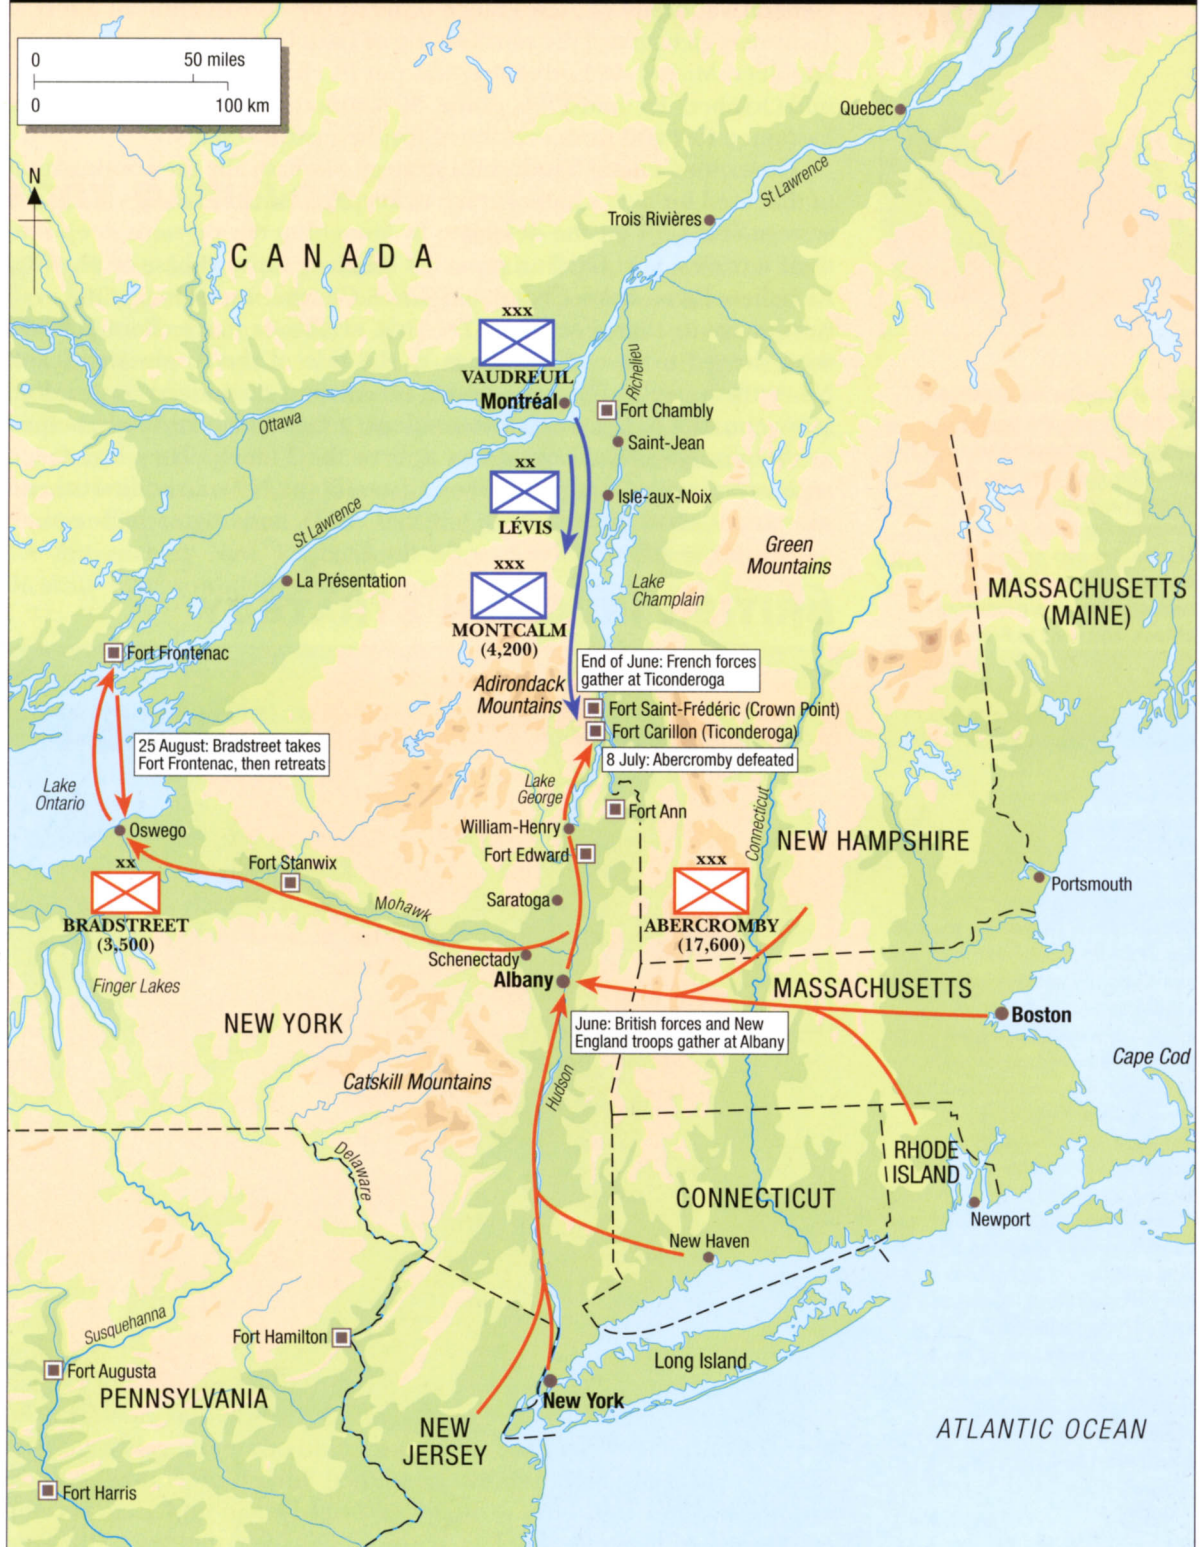 0 50 miles
0 100 km
N
Quebec
St Lawrence
Trois Rivières
CANADA
xxx
VAUDREUIL
Montréal
Richelieu
Fort Chambly
Ottawa
Saint-Jean
xx
LÉVIS
Isle-aux-Noix
St Lawrence
Green
Mountains
xxx
MONTCALM
(4,200)
La Présentation
Lake
Champlain
MASSACHUSETTS
(MAINE)
Fort Frontenac
End of June: French forces
gather at Ticonderoga
Adirondack
Mountains
Fort Saint-Frédéric (Crown Point)
Fort Carillon (Ticonderoga)
25 August: Bradstreet takes
Fort Frontenac, then retreats
8 July: Abercromby defeated
Lake
Ontario
Lake
George
Fort Ann
Connecticut
Oswego
William-Henry
NEW HAMPSHIRE
Fort Edward
xx
BRADSTREET
(3,500)
Fort Stanwix
xxx
ABERCROMBY
(17,600)
Portsmouth
Saratoga
Mohawk
Schenectady
Albany
Finger Lakes
MASSACHUSETTS
Boston
NEW YORK
June: British forces and New
England troops gather at Albany
Cape Cod
Catskill Mountains
Hudson
Delaware
RHODE
ISLAND
CONNECTICUT
Newport
New Haven
Susquehanna
Fort Hamilton
Long Island
Fort Augusta
PENNSYLVANIA
New York
NEW
JERSEY
ATLANTIC OCEAN
Fort Harris